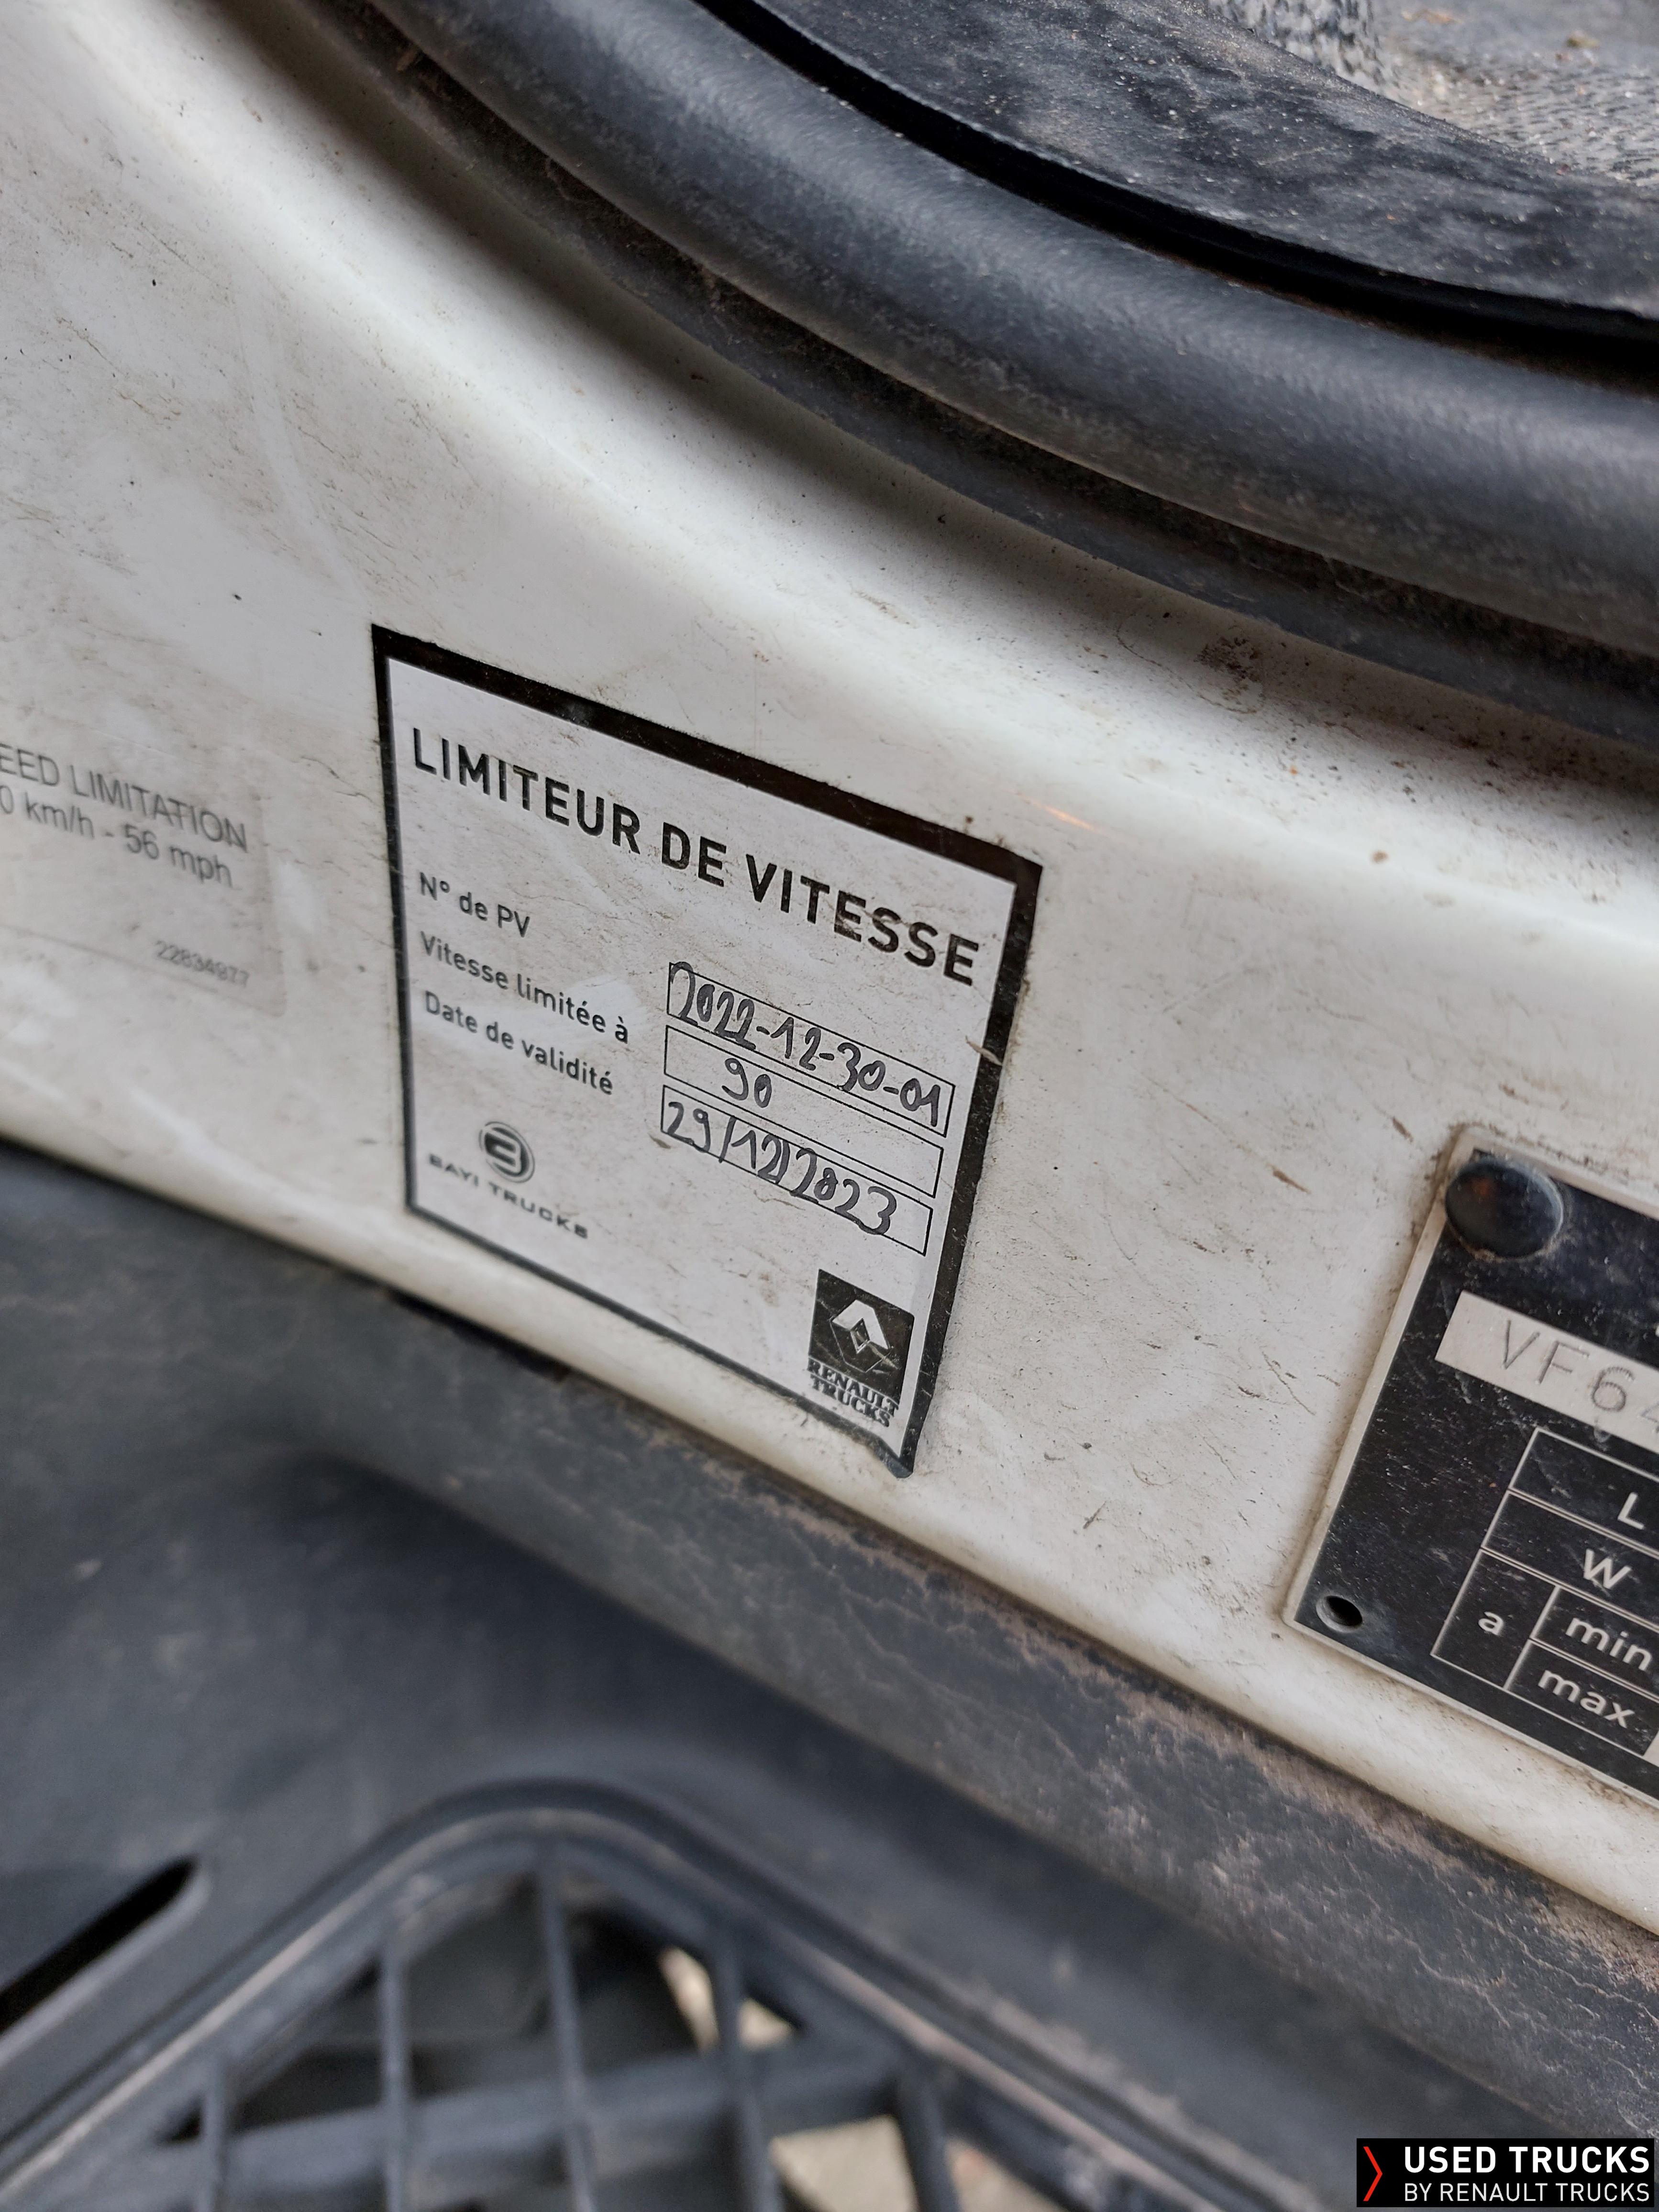 EED LIMITATION
0 km/h - 56 mph
22834977
LIMITEUR DE VITESSE
N° de PV 2022-12-30-01
Vitesse limitée à 90
Date de validité 29/12/2023
BAYI TRUCKS
RENAULT
TRUCKS
VF64
L
W
a min
max
USED TRUCKS
BY RENAULT TRUCKS